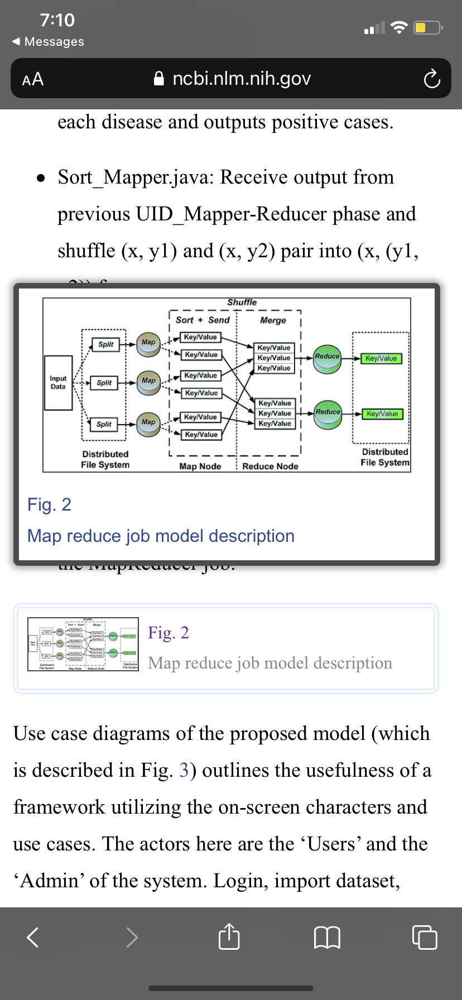 7:10
Messages
AA
ncbi.nlm.nih.gov
each disease and outputs positive cases.
• Sort_Mapper.java: Receive output from
previous UID_Mapper-Reducer phase and
shuffle (x, y1) and (x, y2) pair into (x, (y1,
Shuffle
Sort + Send
Merge
Input
Data
Split
Split
Split
Map
Map
Map
Key/Value
Key/Value
Key/Value
Key/Value
Key/Value
Key/Value
Key/Value
Key/Value
Key/Value
Key/Value
Key/Value
Key/Value
Reduce
Reduce
Key/Value
Key/Value
Distributed
File System
Map Node
Reduce Node
Distributed
File System
Fig. 2
Map reduce job model description
the MapReducer job.
Fig. 2
Map reduce job model description
Use case diagrams of the proposed model (which
is described in Fig. 3) outlines the usefulness of a
framework utilizing the on-screen characters and
use cases. The actors here are the ‘Users’ and the
‘Admin’ of the system. Login, import dataset,